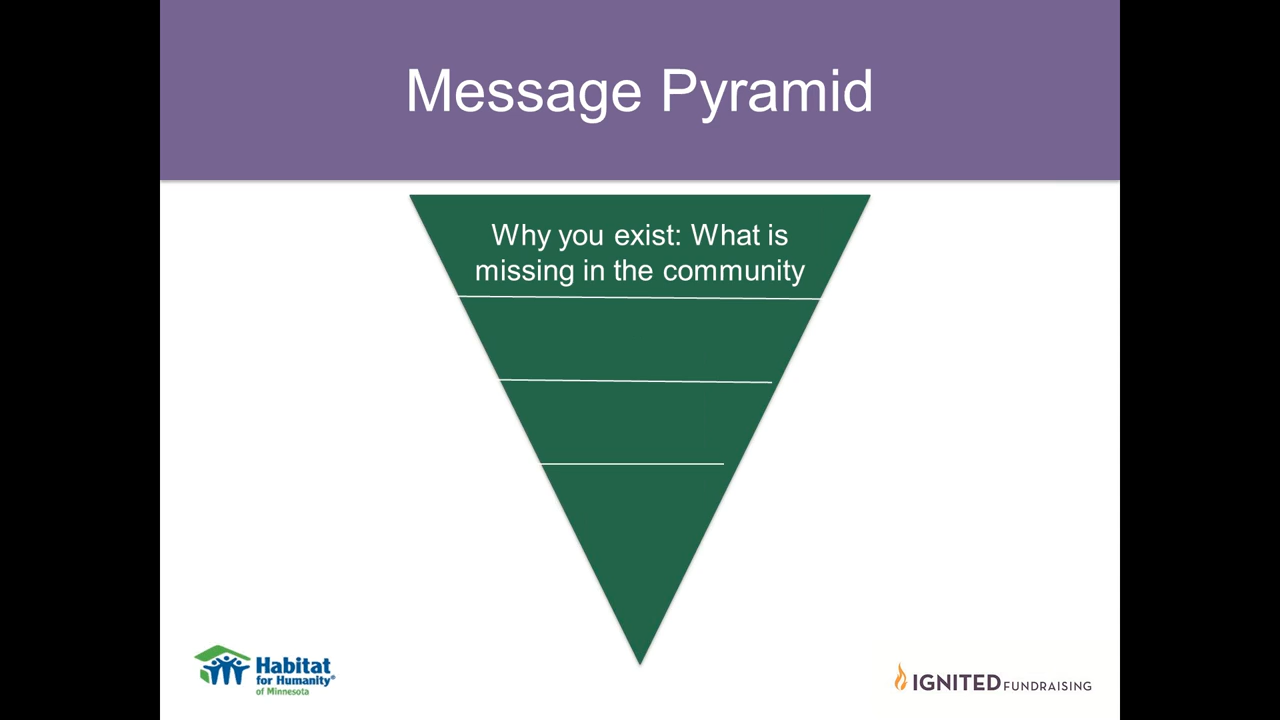 Message Pyramid
Why you exist: What is
missing in the community
Habitat
for Humanity®
of Minnesota
IGNITED FUNDRAISING